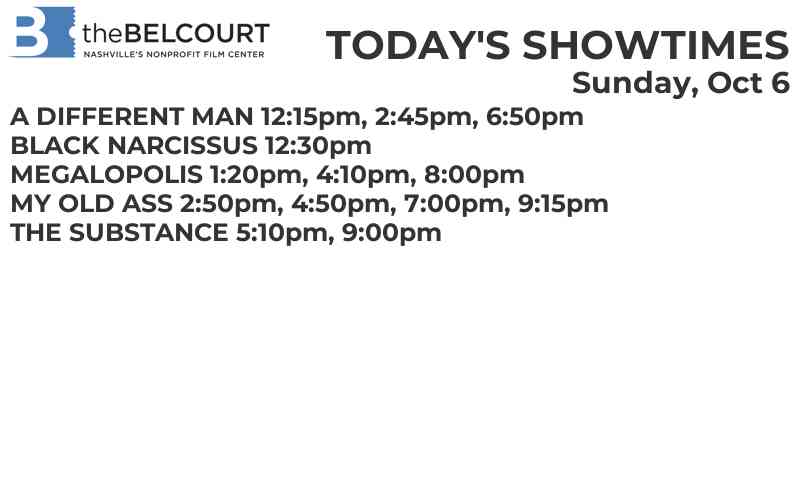 B theBELCOURT
NASHVILLE'S NONPROFIT FILM CENTER
TODAY'S SHOWTIMES
Sunday, Oct 6
A DIFFERENT MAN 12:15pm, 2:45pm, 6:50pm
BLACK NARCISSUS 12:30pm
MEGALOPOLIS 1:20pm, 4:10pm, 8:00pm
MY OLD ASS 2:50pm, 4:50pm, 7:00pm, 9:15pm
THE SUBSTANCE 5:10pm, 9:00pm